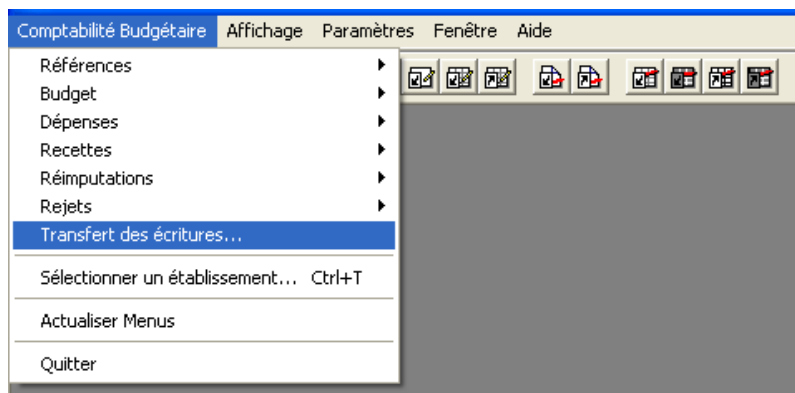 Comptabilité Budgétaire Affichage Paramètres Fenêtre Aide
Références
Budget
Dépenses
Recettes
Réimputations
Rejets
Transfert des écritures...
Sélectionner un établissement... Ctrl+T
Actualiser Menus
Quitter